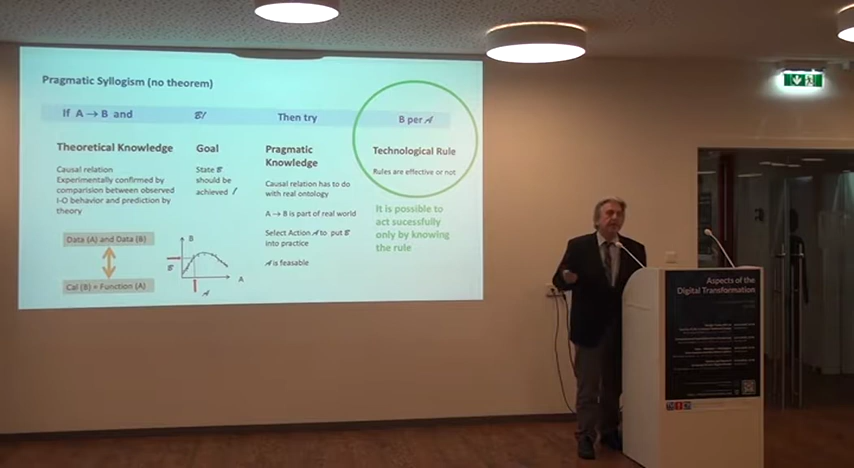 Pragmatic Syllogism (no theorem)
If A → B and
B!
Then try
B per A
Theoretical Knowledge
Causal relation
Experimentally confirmed by
comparision between observed
I-O behavior and prediction by
theory
Data (A) and Data (B)
Cal (B) = Function (A)
Goal
State B
should be
achieved !
B
B
A
A
Pragmatic
Knowledge
Causal relation has to do
with real ontology
A → B is part of real world
Select Action A to put B
into practice
A is feasable
Technological Rule
Rules are effective or not
It is possible to
act sucessfully
only by knowing
the rule
Aspects of the
Digital Transformation